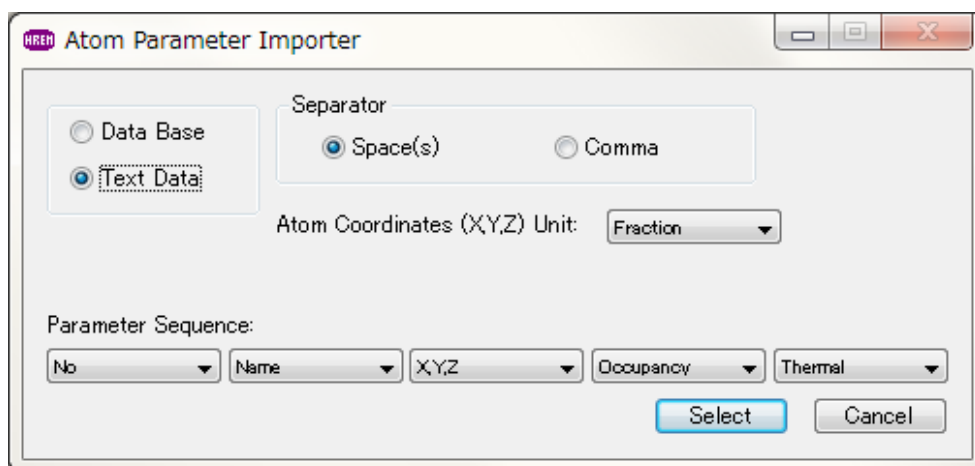 HREM Atom Parameter Importer
Separator
Data Base
Space(s) Comma
Text Data
Atom Coordinates (X,Y,Z) Unit: Fraction
Parameter Sequence:
No Name X,Y,Z Occupancy Thermal
Select Cancel